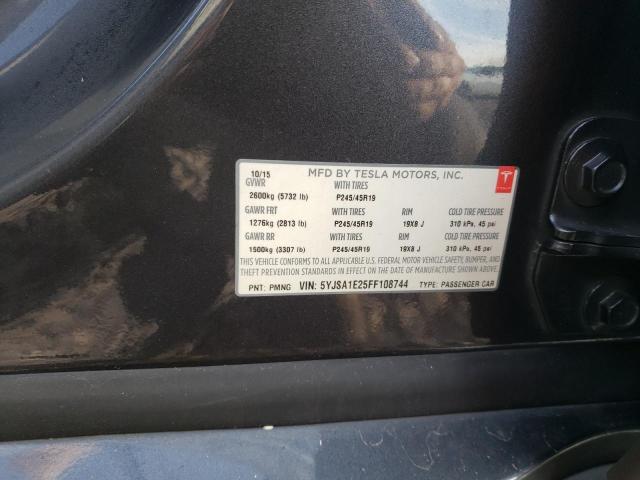 10/15 MFD BY TESLA MOTORS, INC.
GVWR WITH TIRES
2600kg (5732 lb) P245/45R19
GAWR FRT WITH TIRES RIM COLD TIRE PRESSURE
1276kg (2813 lb) P245/45R19 19X8 J 310 kPa, 45 psi
GAWR RR WITH TIRES RIM COLD TIRE PRESSURE
1500kg (3307 lb) P245/45R19 19X8 J 310 kPa, 45 psi
THIS VEHICLE CONFORMS TO ALL APPLICABLE U.S. FEDERAL MOTOR VEHICLE SAFETY, BUMPER, AND
THEFT PREVENTION STANDARDS IN EFFECT ON THE DATE OF MANUFACTURE SHOWN ABOVE.
PNT: PMNG VIN: 5YJSA1E25FF108744 TYPE: PASSENGER CAR